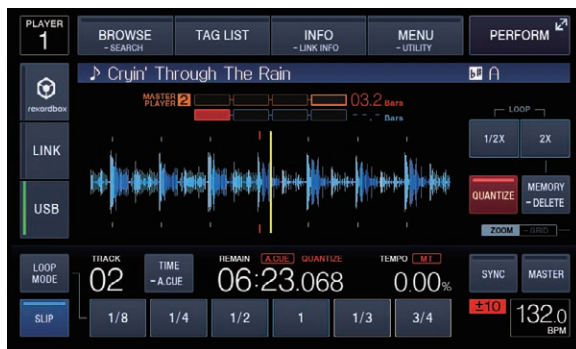 PLAYER
1
BROWSE
- SEARCH
TAG LIST
INFO
- LINK INFO
MENU
- UTILITY
PERFORM
rekordbox
♪ Cryin' Through The Rain
A
MASTER
PLAYER 2
03.2 Bars
--.- Bars
LOOP
1/2X
2X
LINK
QUANTIZE
MEMORY
- DELETE
USB
ZOOM
- GRID
LOOP
MODE
TRACK
02
TIME
- A.CUE
REMAIN A.CUE QUANTIZE
06:23.068
TEMPO MT
0.00%
SYNC
MASTER
SLIP
1/8
1/4
1/2
1
1/3
3/4
±10
132.0
BPM